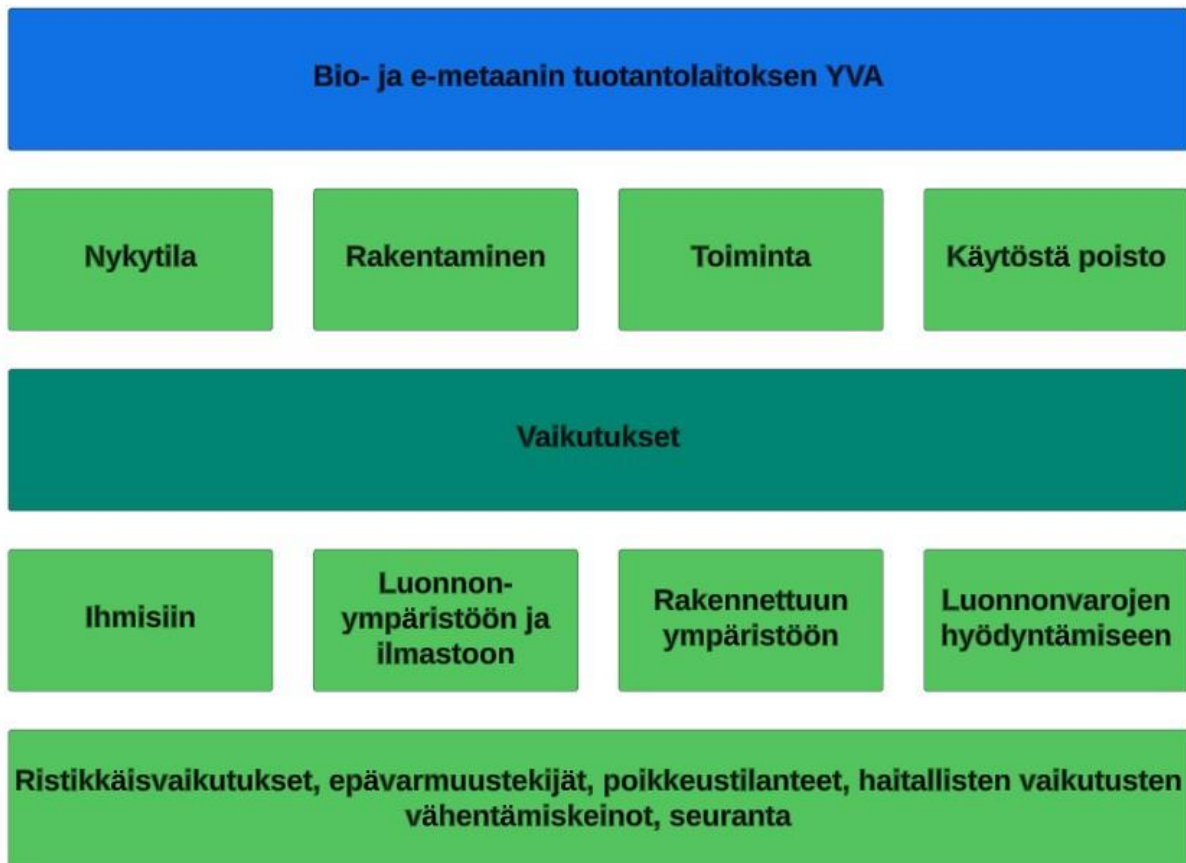 Bio- ja e-metaanin tuotantolaitoksen YVA
Nykytila
Rakentaminen
Toiminta
Käytöstä poisto
Vaikutukset
Ihmisiin
Luonnon-
ympäristöön ja
ilmastoon
Rakennettuun
ympäristöön
Luonnonvarojen
hyödyntämiseen
Ristikkäisvaikutukset, epävarmuustekijät, poikkeustilanteet, haitallisten vaikutusten
vähentämiskeinot, seuranta